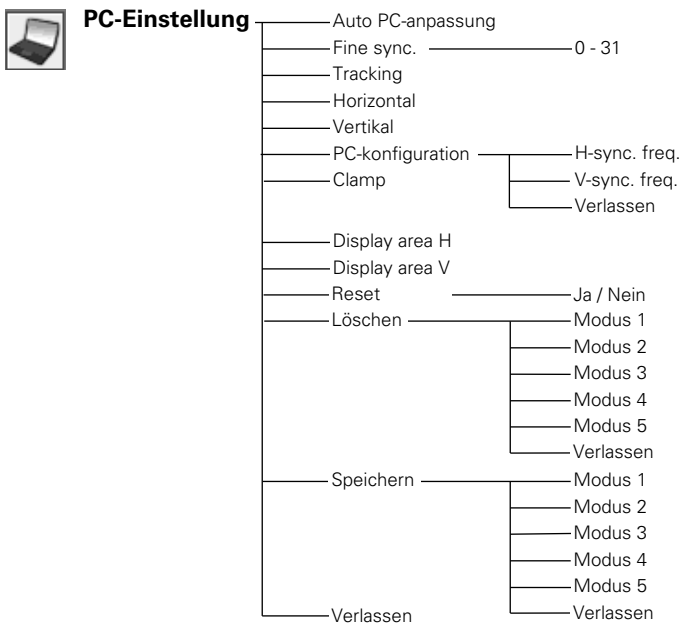 PC-Einstellung Auto PC-anpassung
Fine sync. 0 - 31
Tracking
Horizontal
Vertikal
PC-konfiguration H-sync. freq.
Clamp V-sync. freq.
Verlassen
Display area H
Display area V
Reset Ja / Nein
Löschen Modus 1
Modus 2
Modus 3
Modus 4
Modus 5
Verlassen
Speichern Modus 1
Modus 2
Modus 3
Modus 4
Modus 5
Verlassen Verlassen